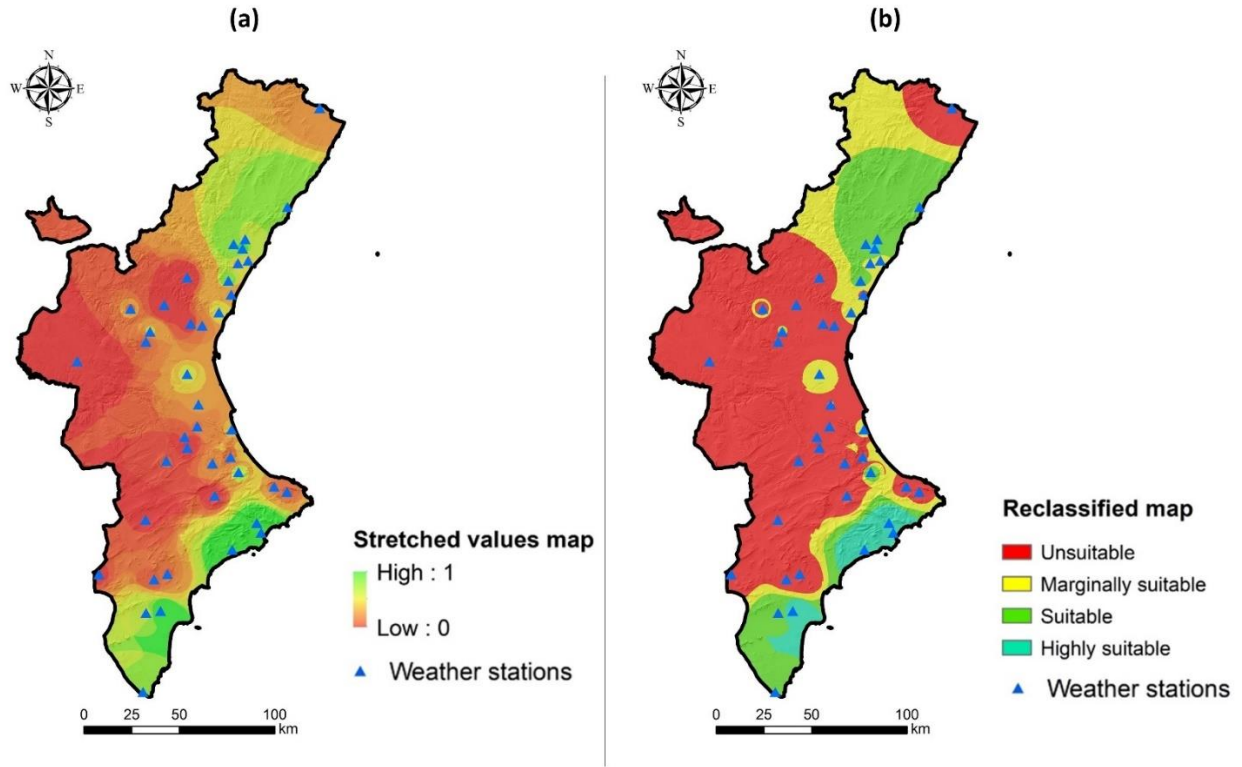 (a)
N
W E
S
Stretched values map
High : 1
Low : 0
Weather stations
0 25 50 100
km
(b)
N
W E
S
Reclassified map
Unsuitable
Marginally suitable
Suitable
Highly suitable
Weather stations
0 25 50 100
km